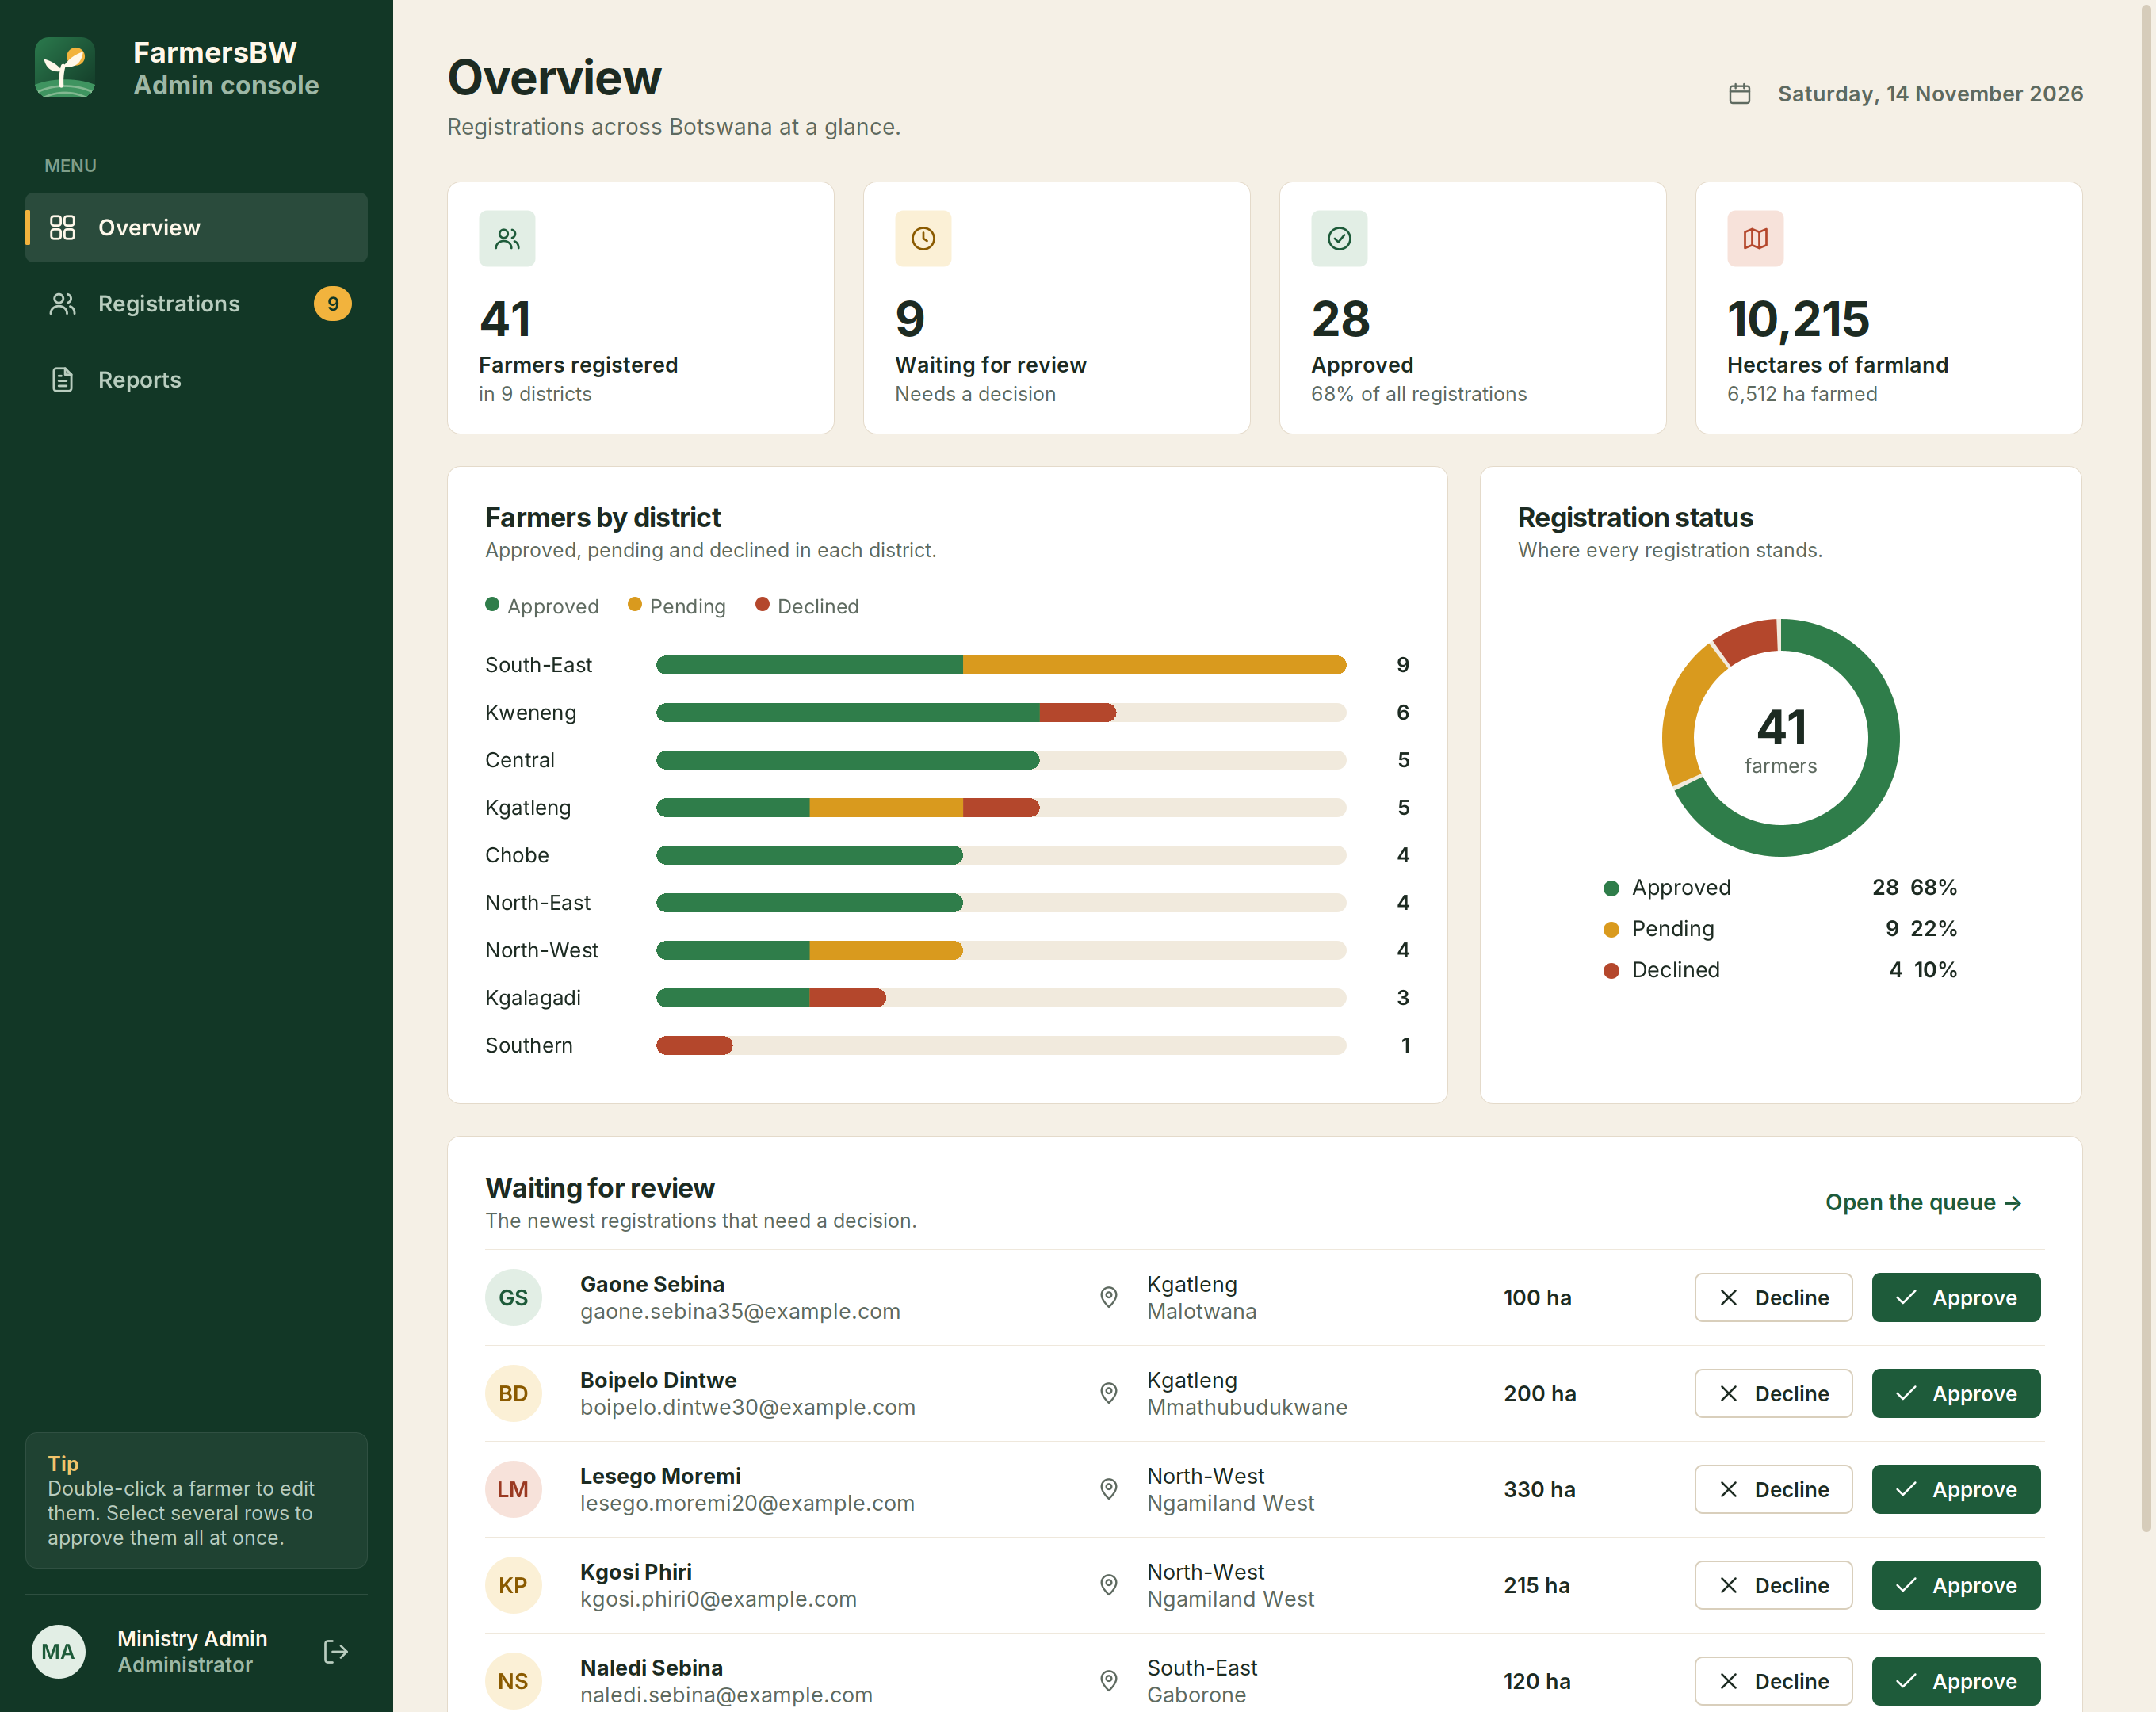 FarmersBW
Admin console
MENU
Overview
Registrations 9
Reports
Tip
Double-click a farmer to edit
them. Select several rows to
approve them all at once.
MA
Ministry Admin
Administrator
Overview
Registrations across Botswana at a glance.
Saturday, 14 November 2026
41
Farmers registered
in 9 districts
9
Waiting for review
Needs a decision
28
Approved
68% of all registrations
10,215
Hectares of farmland
6,512 ha farmed
Farmers by district
Approved, pending and declined in each district.
Approved Pending Declined
South-East 9
Kweneng 6
Central 5
Kgatleng 5
Chobe 4
North-East 4
North-West 4
Kgalagadi 3
Southern 1
Registration status
Where every registration stands.
41
farmers
Approved 28 68%
Pending 9 22%
Declined 4 10%
Waiting for review
The newest registrations that need a decision.
Open the queue →
GS
Gaone Sebina
gaone.sebina35@example.com
Kgatleng
Malotwana
100 ha
Decline
Approve
BD
Boipelo Dintwe
boipelo.dintwe30@example.com
Kgatleng
Mmathubudukwane
200 ha
Decline
Approve
LM
Lesego Moremi
lesego.moremi20@example.com
North-West
Ngamiland West
330 ha
Decline
Approve
KP
Kgosi Phiri
kgosi.phiri0@example.com
North-West
Ngamiland West
215 ha
Decline
Approve
NS
Naledi Sebina
naledi.sebina@example.com
South-East
Gaborone
120 ha
Decline
Approve